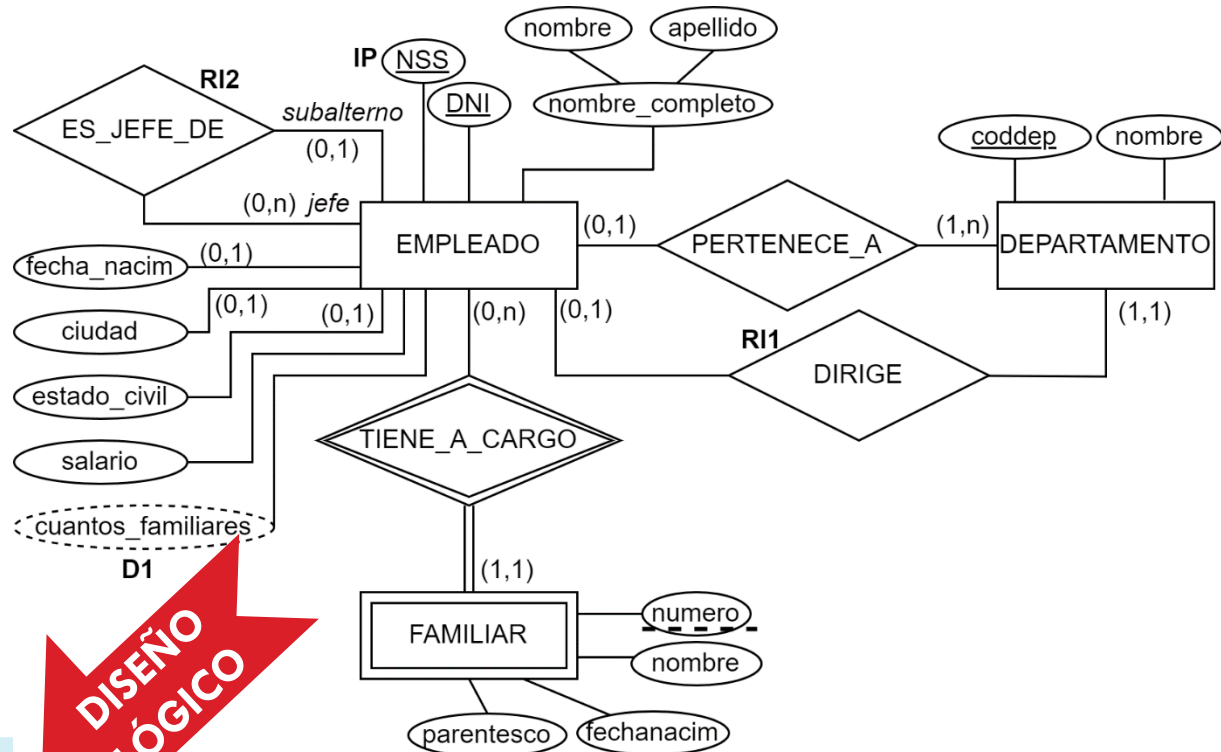 nombre
apellido
IP
NSS
nombre_completo
RI2
DNI
subalterno
ES_JEFE_DE
(0,1)
coddep
nombre
(0,n) jefe
EMPLEADO
(0,1)
PERTENECE_A
(1,n)
DEPARTAMENTO
fecha_nacim
(0,1)
ciudad
(0,1)
(0,1)
(0,n)
(0,1)
(1,1)
RI1
DIRIGE
estado_civil
TIENE_A_CARGO
salario
cuantos_familiares
D1
(1,1)
FAMILIAR
numero
nombre
parentesco
fechanacim
DISEÑO
LÓGICO